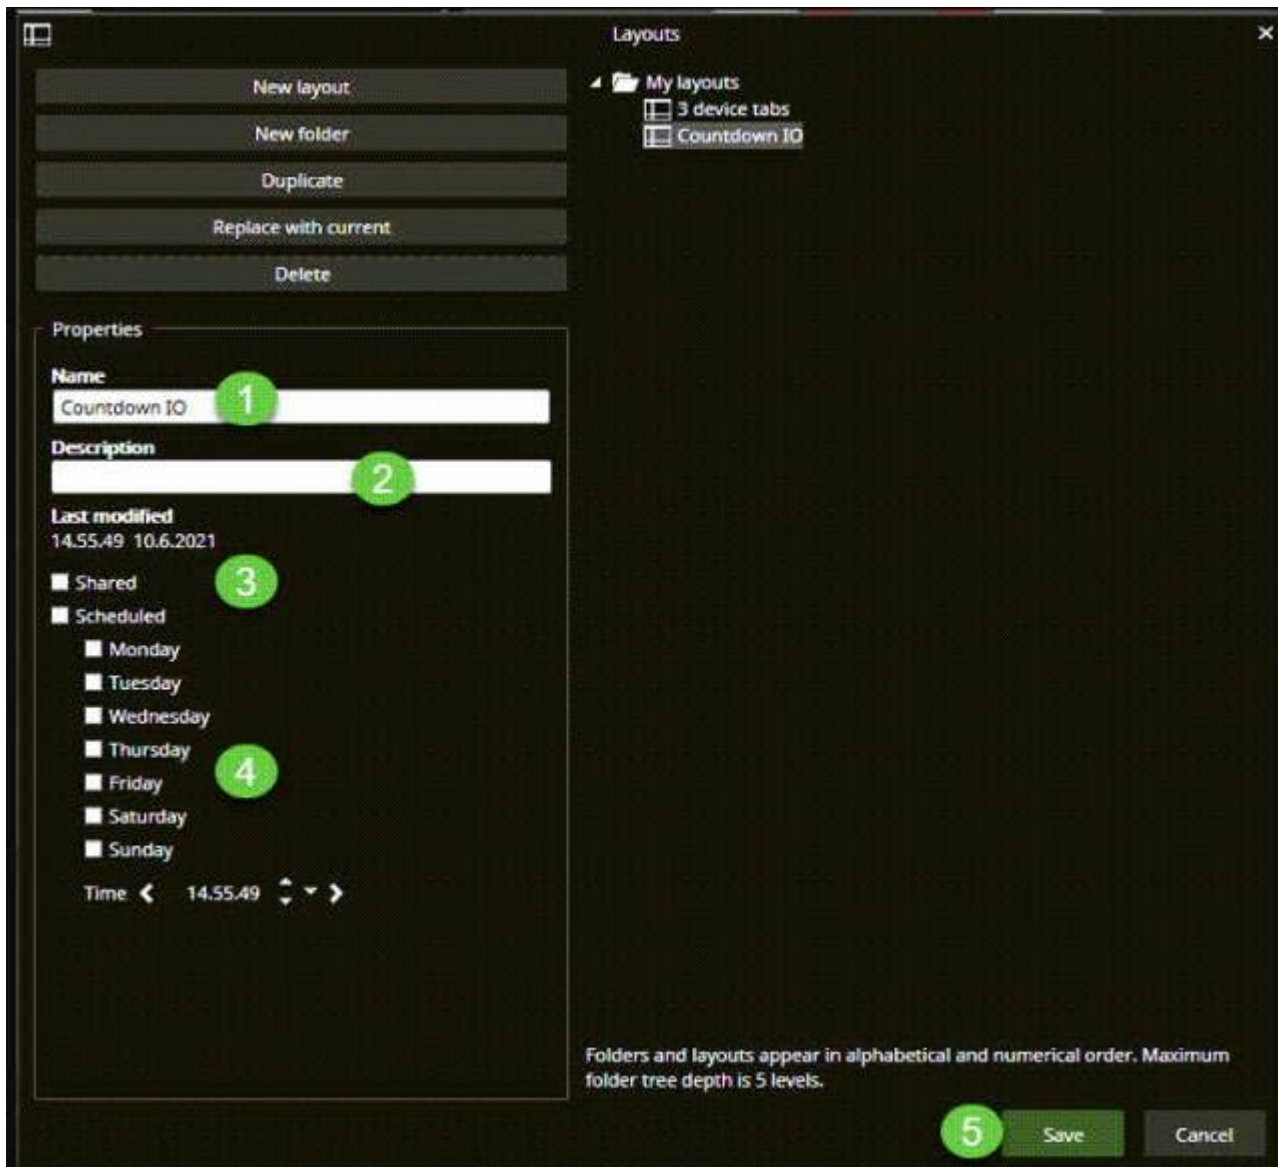 Layouts
New layout
New folder
Duplicate
Replace with current
Delete
My layouts
3 device tabs
Countdown IO
Properties
Name
Countdown IO
1
Description
2
Last modified
14.55.49 10.6.2021
Shared
3
Scheduled
Monday
Tuesday
Wednesday
Thursday
4
Friday
Saturday
Sunday
Time 14.55.49
Folders and layouts appear in alphabetical and numerical order. Maximum
folder tree depth is 5 levels.
5 Save Cancel